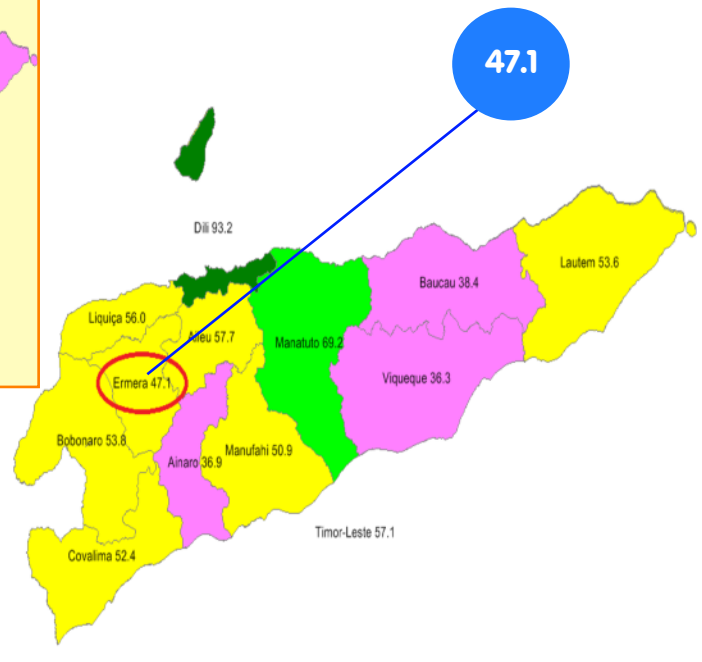 47.1
Dili 93.2
Lautem 53.6
Baucau 38.4
Liquiça 56.0
Aileu 57.7
Manatuto 69.2
Viqueque 36.3
Ermera 47.1
Bobonaro 53.8
Manufahi 50.9
Ainaro 36.9
Timor-Leste 57.1
Covalima 52.4